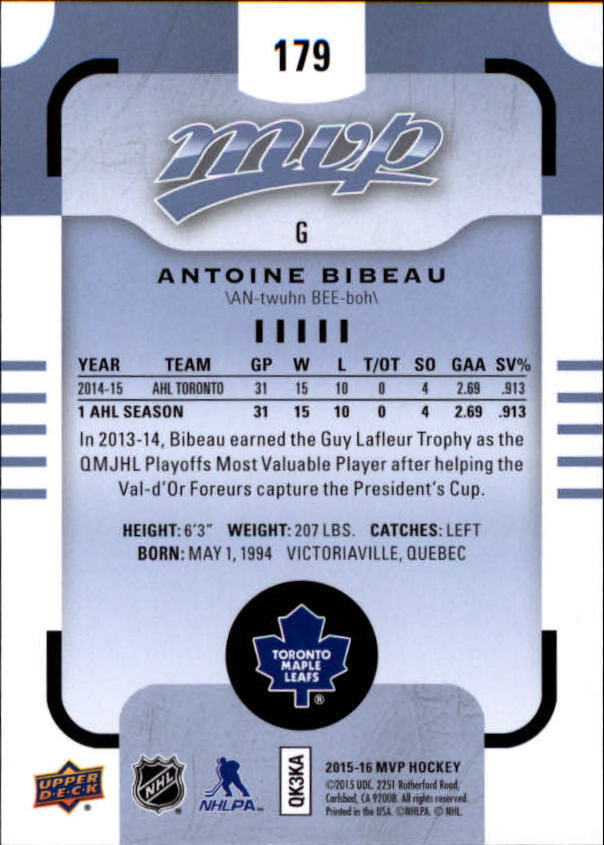 179
mvp
G
ANTOINE BIBEAU
\AN-twuhn BEE-boh\
YEAR TEAM GP W L T/OT SO GAA SV%
2014-15 AHL TORONTO 31 15 10 0 4 2.69 .913
1 AHL SEASON 31 15 10 0 4 2.69 .913
In 2013-14, Bibeau earned the Guy Lafleur Trophy as the
QMJHL Playoffs Most Valuable Player after helping the
Val-d'Or Foreurs capture the President's Cup.
HEIGHT: 6'3" WEIGHT: 207 LBS. CATCHES: LEFT
BORN: MAY 1, 1994 VICTORIAVILLE, QUEBEC
TORONTO
MAPLE
LEAFS
®
UPPER
D·E·C·K
®
NHL
NHLPA™
QK3KA
2015-16 MVP HOCKEY
©2015 UDC. 2251 Rutherford Road,
Carlsbad, CA 92008. All rights reserved.
Printed in the USA. ©NHLPA. © NHL.